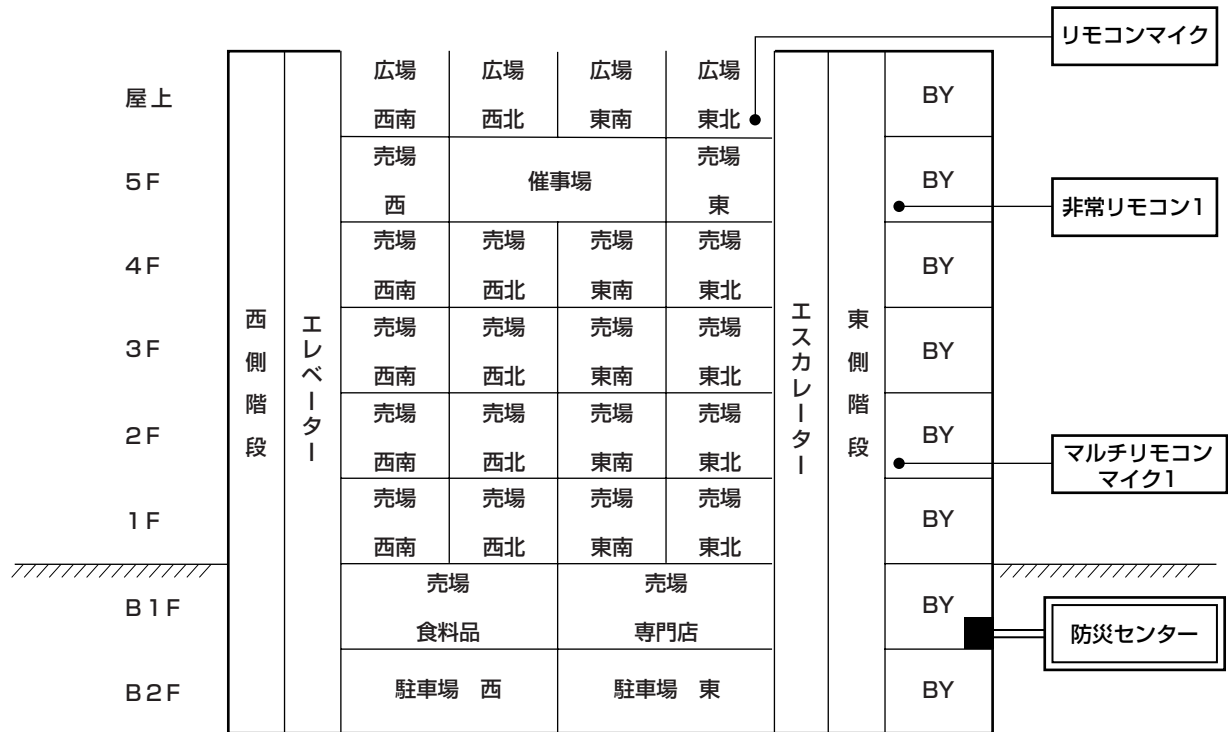 リモコンマイク
屋上
広場
広場
広場
広場
西南
西北
東南
東北
BY
5F
売場
西
催事場
売場
東
BY
非常リモコン1
4F
売場
売場
売場
売場
西南
西北
東南
東北
BY
西側階段
エレベーター
エスカレーター
東側階段
3F
売場
売場
売場
売場
西南
西北
東南
東北
BY
2F
売場
売場
売場
売場
西南
西北
東南
東北
BY
マルチリモコン
マイク1
1F
売場
売場
売場
売場
西南
西北
東南
東北
BY
B1F
売場
売場
食料品
専門店
BY
防災センター
B2F
駐車場 西
駐車場 東
BY